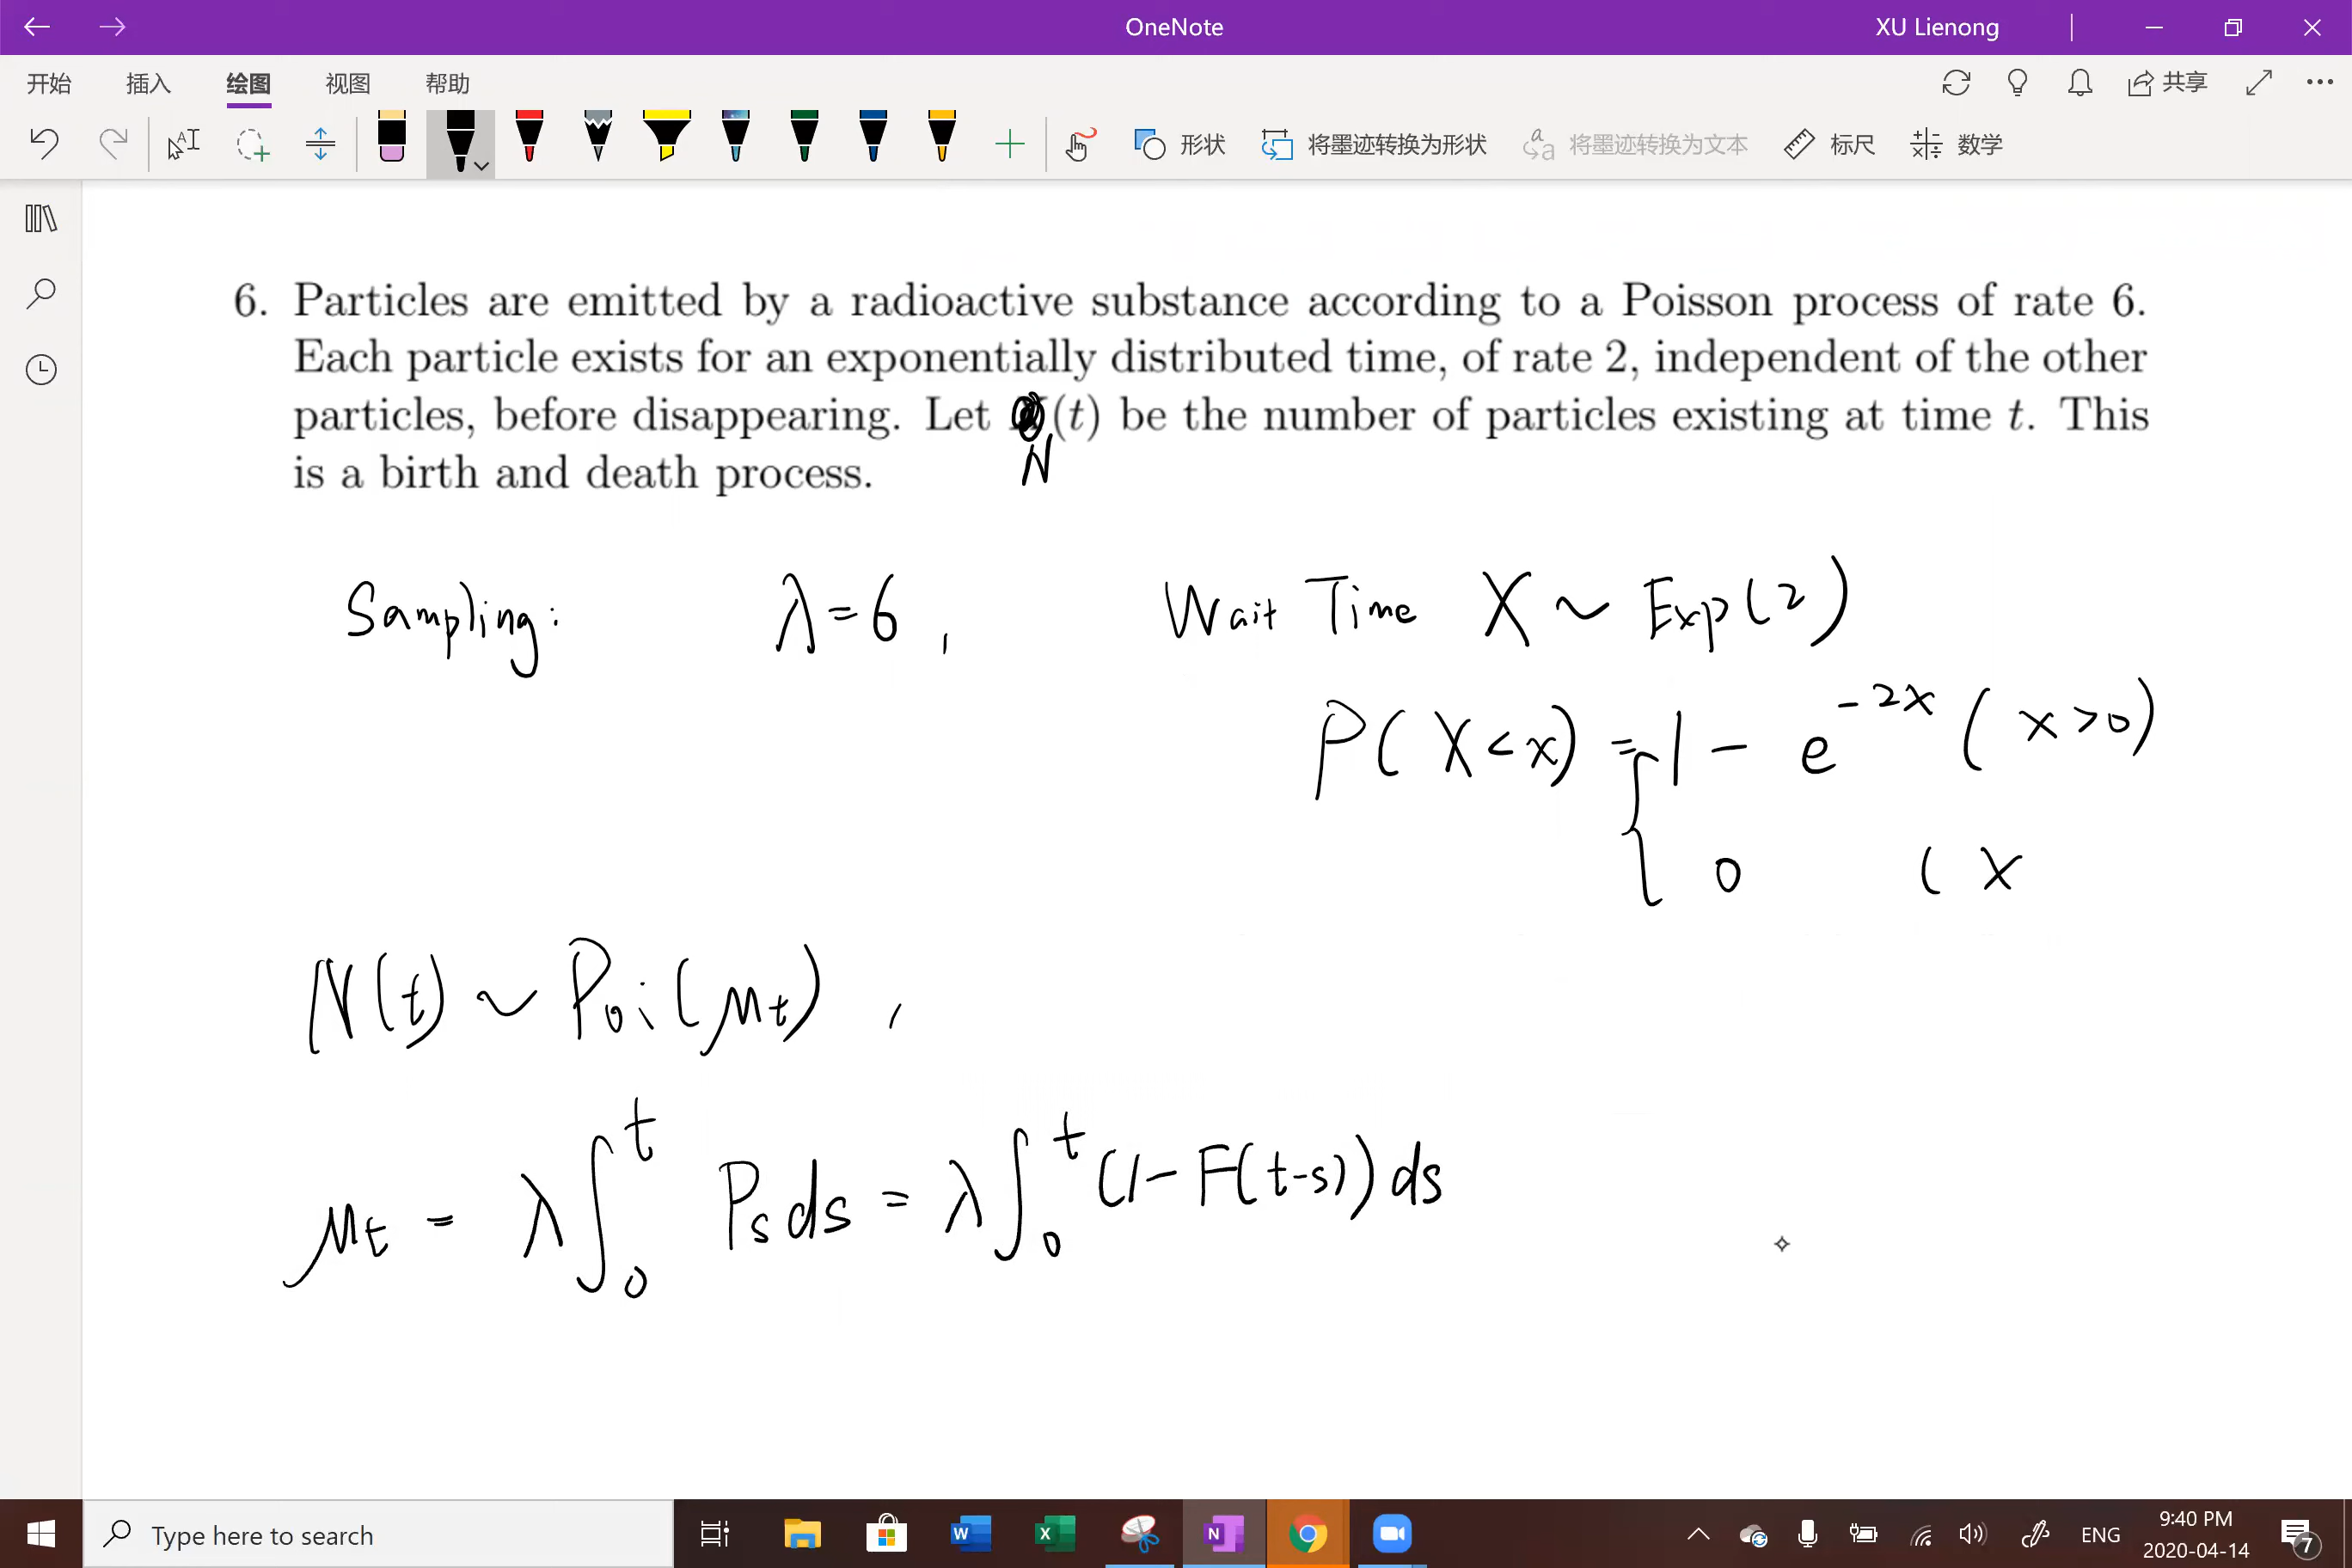 OneNote
XU Lienong
开始 插入 绘图 视图 帮助
共享
形状 将墨迹转换为形状 将墨迹转换为文本 标尺 数学
6. Particles are emitted by a radioactive substance according to a Poisson process of rate 6.
Each particle exists for an exponentially distributed time, of rate 2, independent of the other
particles, before disappearing. Let (t) be the number of particles existing at time t. This
N
is a birth and death process.
Sampling: λ=6, Wait Time X ~ Exp(2)
P(X<x) = { 1 - e^{-2x} (x>0)
0 (x
N(t) ~ Poi(μt),
μt = λ∫₀ᵗ Psds = λ∫₀ᵗ (1-F(t-s))ds
Type here to search
ENG
9:40 PM
2020-04-14
7